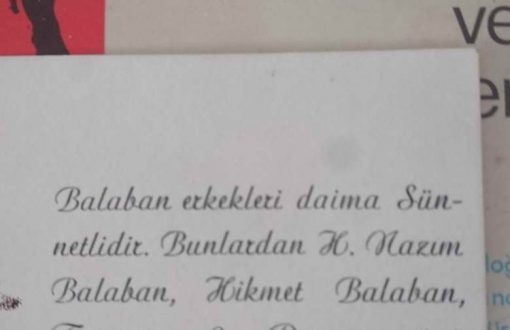 ve
Balaban erkekleri daima Sün-
netlidir. Bunlardan H. Nazım
Balaban, Hikmet Balaban,